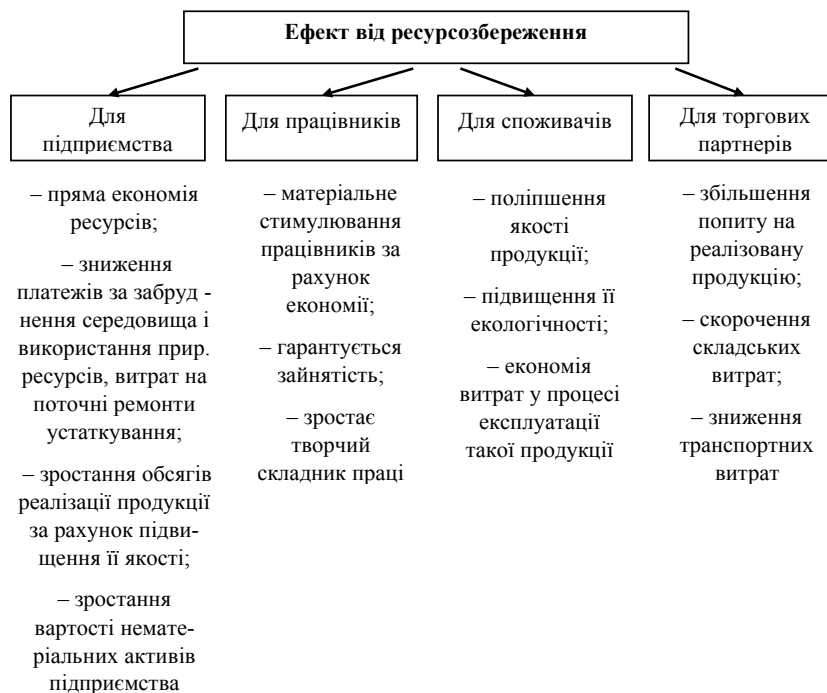 Ефект від ресурсозбереження
Для
підприємства
– пряма економія
ресурсів;
– зниження
платежів за забруд -
нення середовища і
використання прир.
ресурсів, витрат на
поточні ремонти
устаткування;
– зростання обсягів
реалізації продукції
за рахунок підви-
щення її якості;
– зростання
вартості немате-
ріальних активів
підприємства
Для працівників
– матеріальне
стимулювання
працівників за
рахунок
економії;
– гарантується
зайнятість;
– зростає
творчий
складник праці
Для споживачів
– поліпшення
якості
продукції;
– підвищення її
екологічності;
– економія
витрат у процесі
експлуатації
такої продукції
Для торгових
партнерів
– збільшення
попиту на
реалізовану
продукцію;
– скорочення
складських
витрат;
– зниження
транспортних
витрат